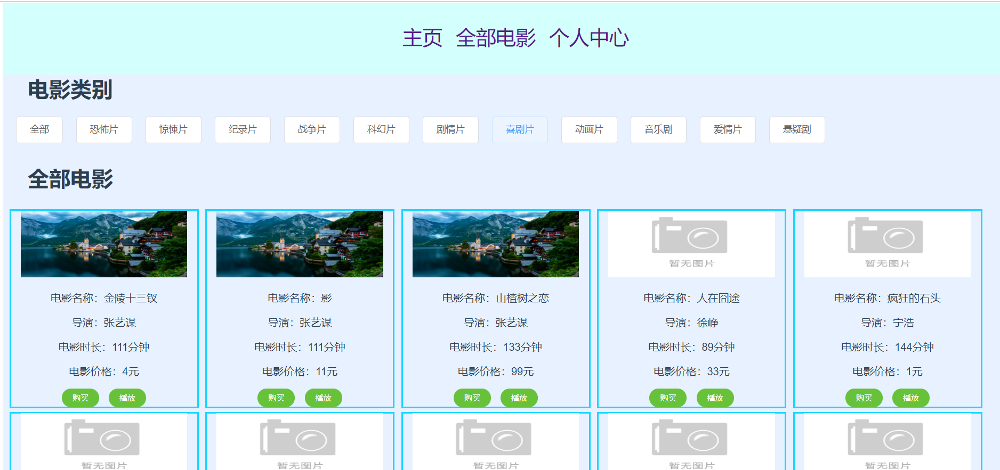 主页 全部电影 个人中心
电影类别
全部 恐怖片 惊悚片 纪录片 战争片 科幻片 剧情片 喜剧片 动画片 音乐剧 爱情片 悬疑剧
全部电影
暂无图片 暂无图片
电影名称：金陵十三钗 电影名称：影 电影名称：山楂树之恋 电影名称：人在囧途 电影名称：疯狂的石头
导演：张艺谋 导演：张艺谋 导演：张艺谋 导演：徐峥 导演：宁浩
电影时长：111分钟 电影时长：111分钟 电影时长：133分钟 电影时长：89分钟 电影时长：144分钟
电影价格：4元 电影价格：11元 电影价格：99元 电影价格：33元 电影价格：1元
购买 播放 购买 播放 购买 播放 购买 播放 购买 播放
暂无图片 暂无图片 暂无图片 暂无图片 暂无图片